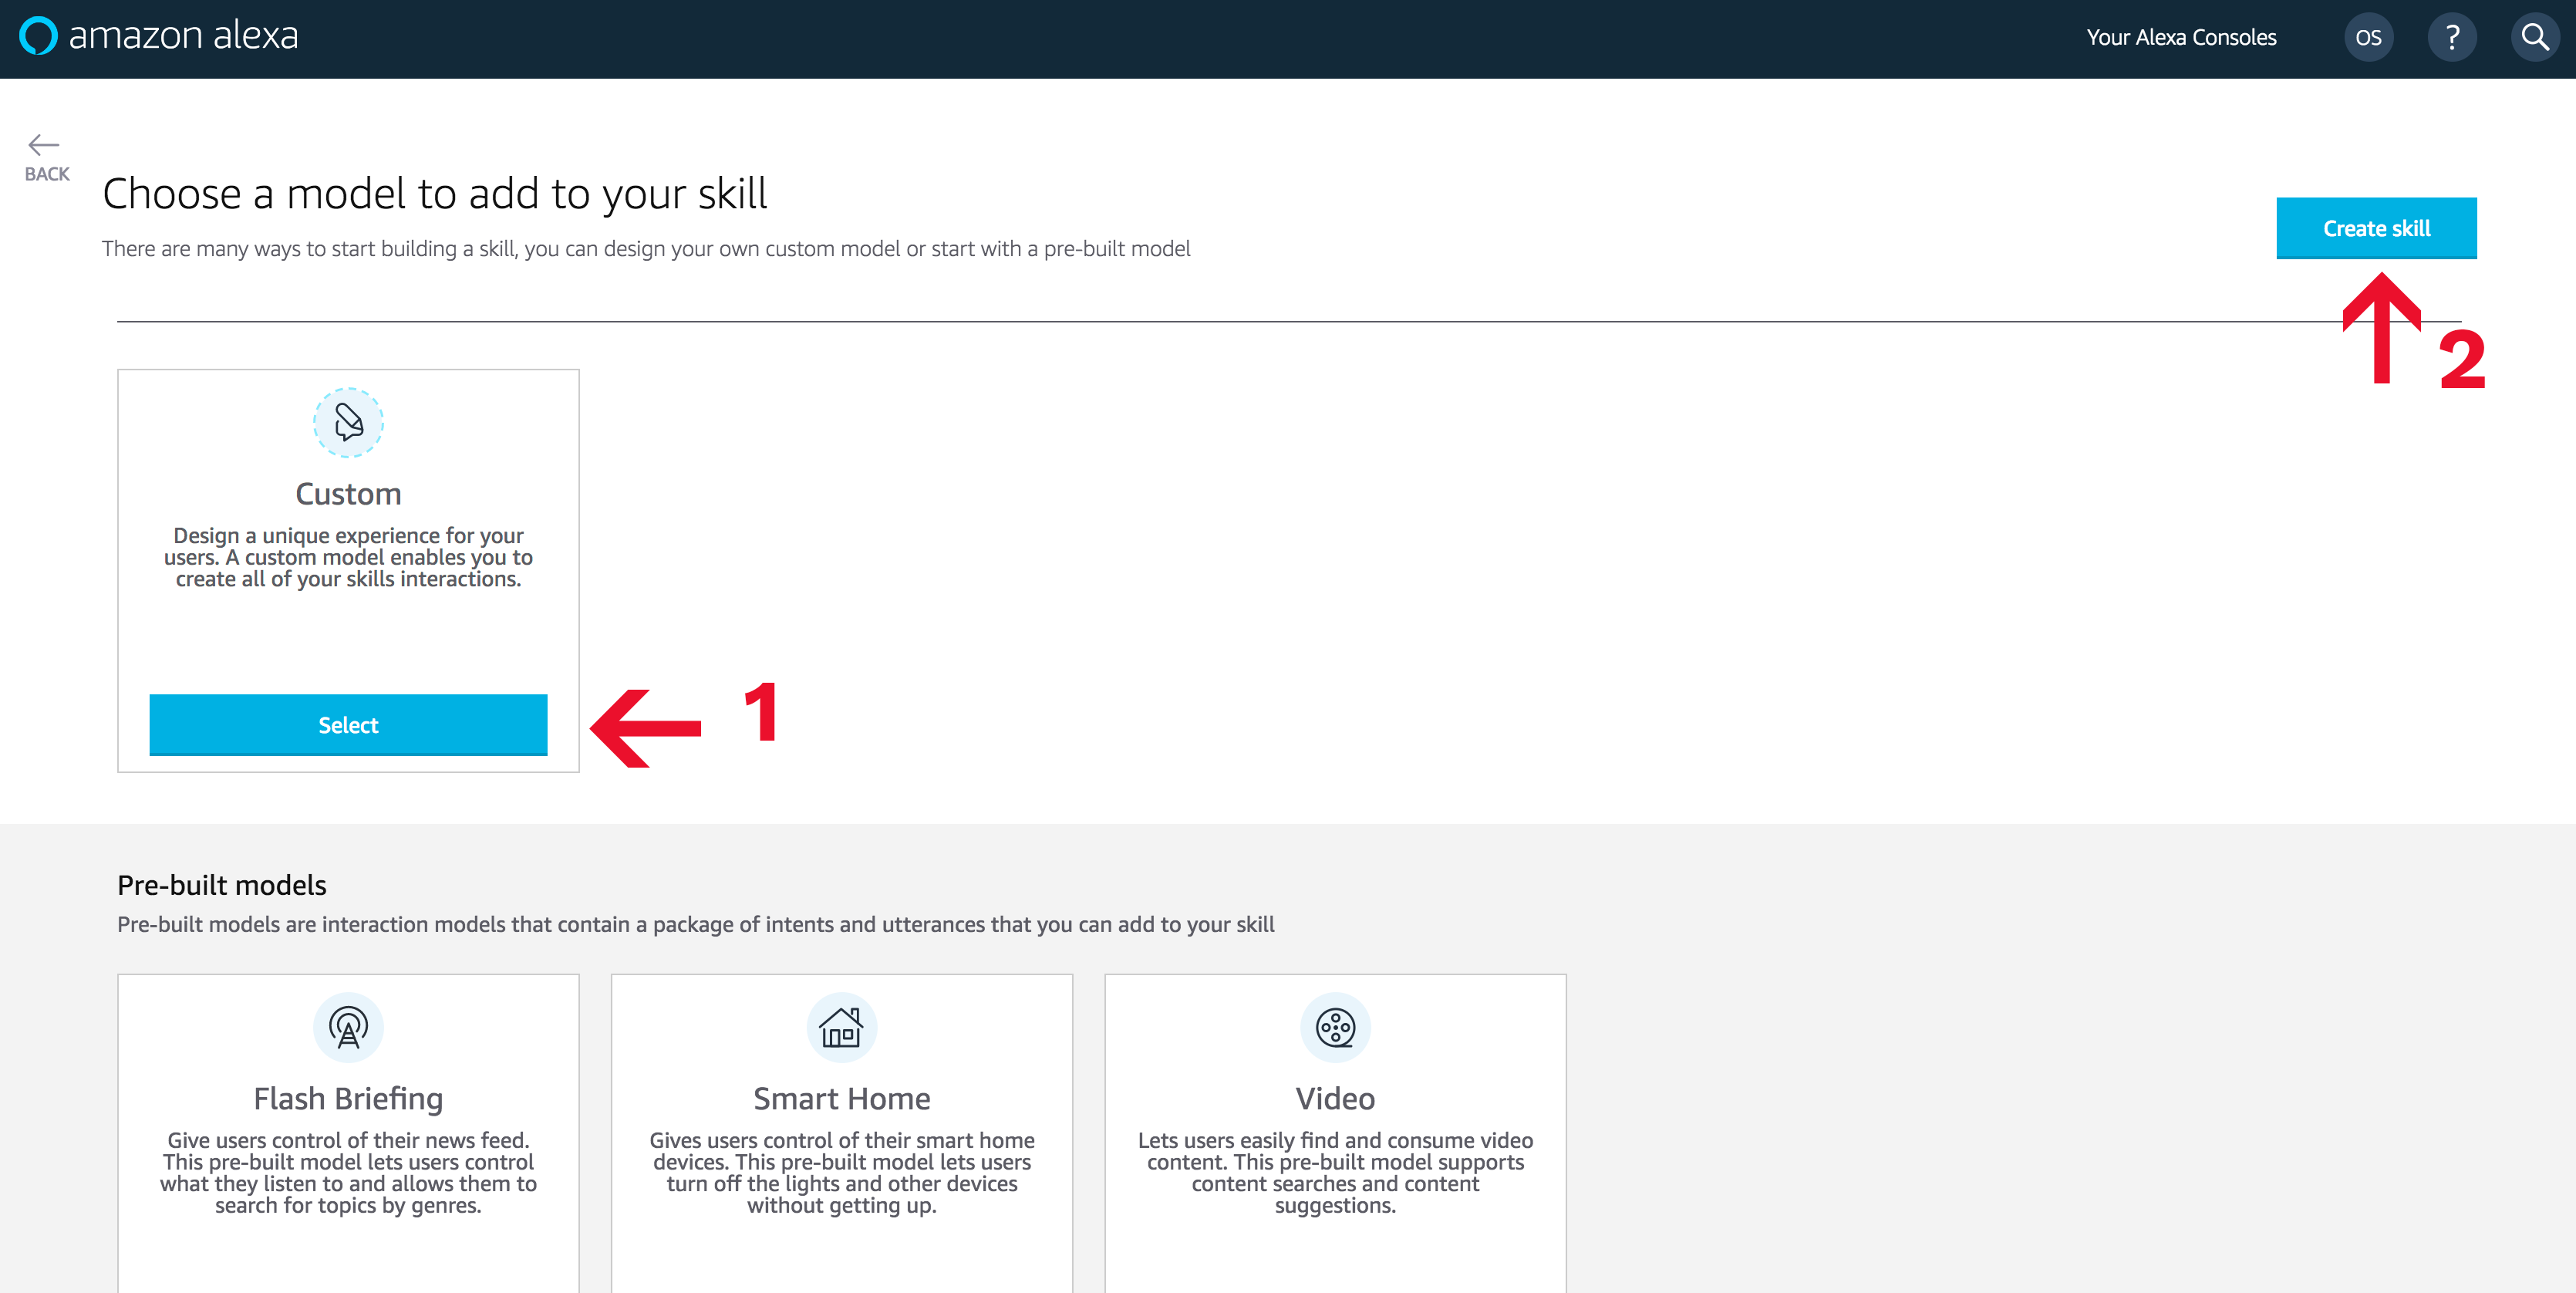 amazon alexa
Your Alexa Consoles
OS
?
BACK
Choose a model to add to your skill
There are many ways to start building a skill, you can design your own custom model or start with a pre-built model
Create skill
2
Custom
Design a unique experience for your
users. A custom model enables you to
create all of your skills interactions.
Select
1
Pre-built models
Pre-built models are interaction models that contain a package of intents and utterances that you can add to your skill
Flash Briefing
Give users control of their news feed.
This pre-built model lets users control
what they listen to and allows them to
search for topics by genres.
Smart Home
Gives users control of their smart home
devices. This pre-built model lets users
turn off the lights and other devices
without getting up.
Video
Lets users easily find and consume video
content. This pre-built model supports
content searches and content
suggestions.